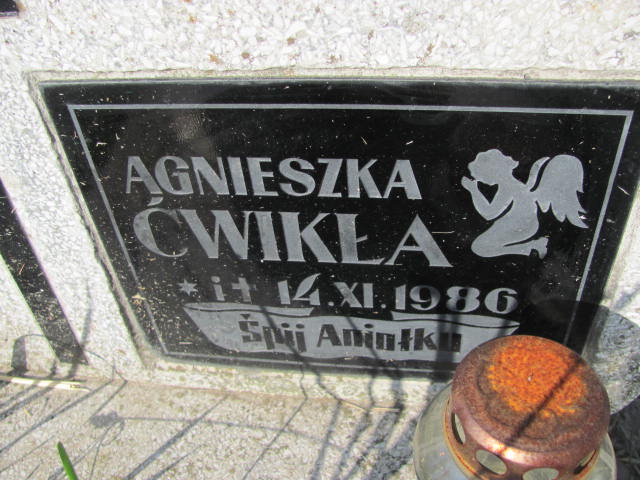 AGNIESZKA
ĆWIKŁA
* i † 14.XI.1986
Śpij Aniołku